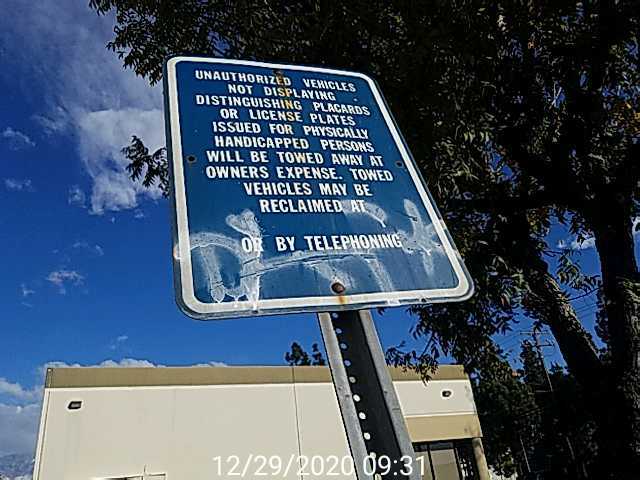 UNAUTHORIZED VEHICLES
NOT DISPLAYING
DISTINGUISHING PLACARDS
OR LICENSE PLATES
ISSUED FOR PHYSICALLY
HANDICAPPED PERSONS
WILL BE TOWED AWAY AT
OWNERS EXPENSE. TOWED
VEHICLES MAY BE
RECLAIMED AT
OR BY TELEPHONING
12/29/2020 09:31